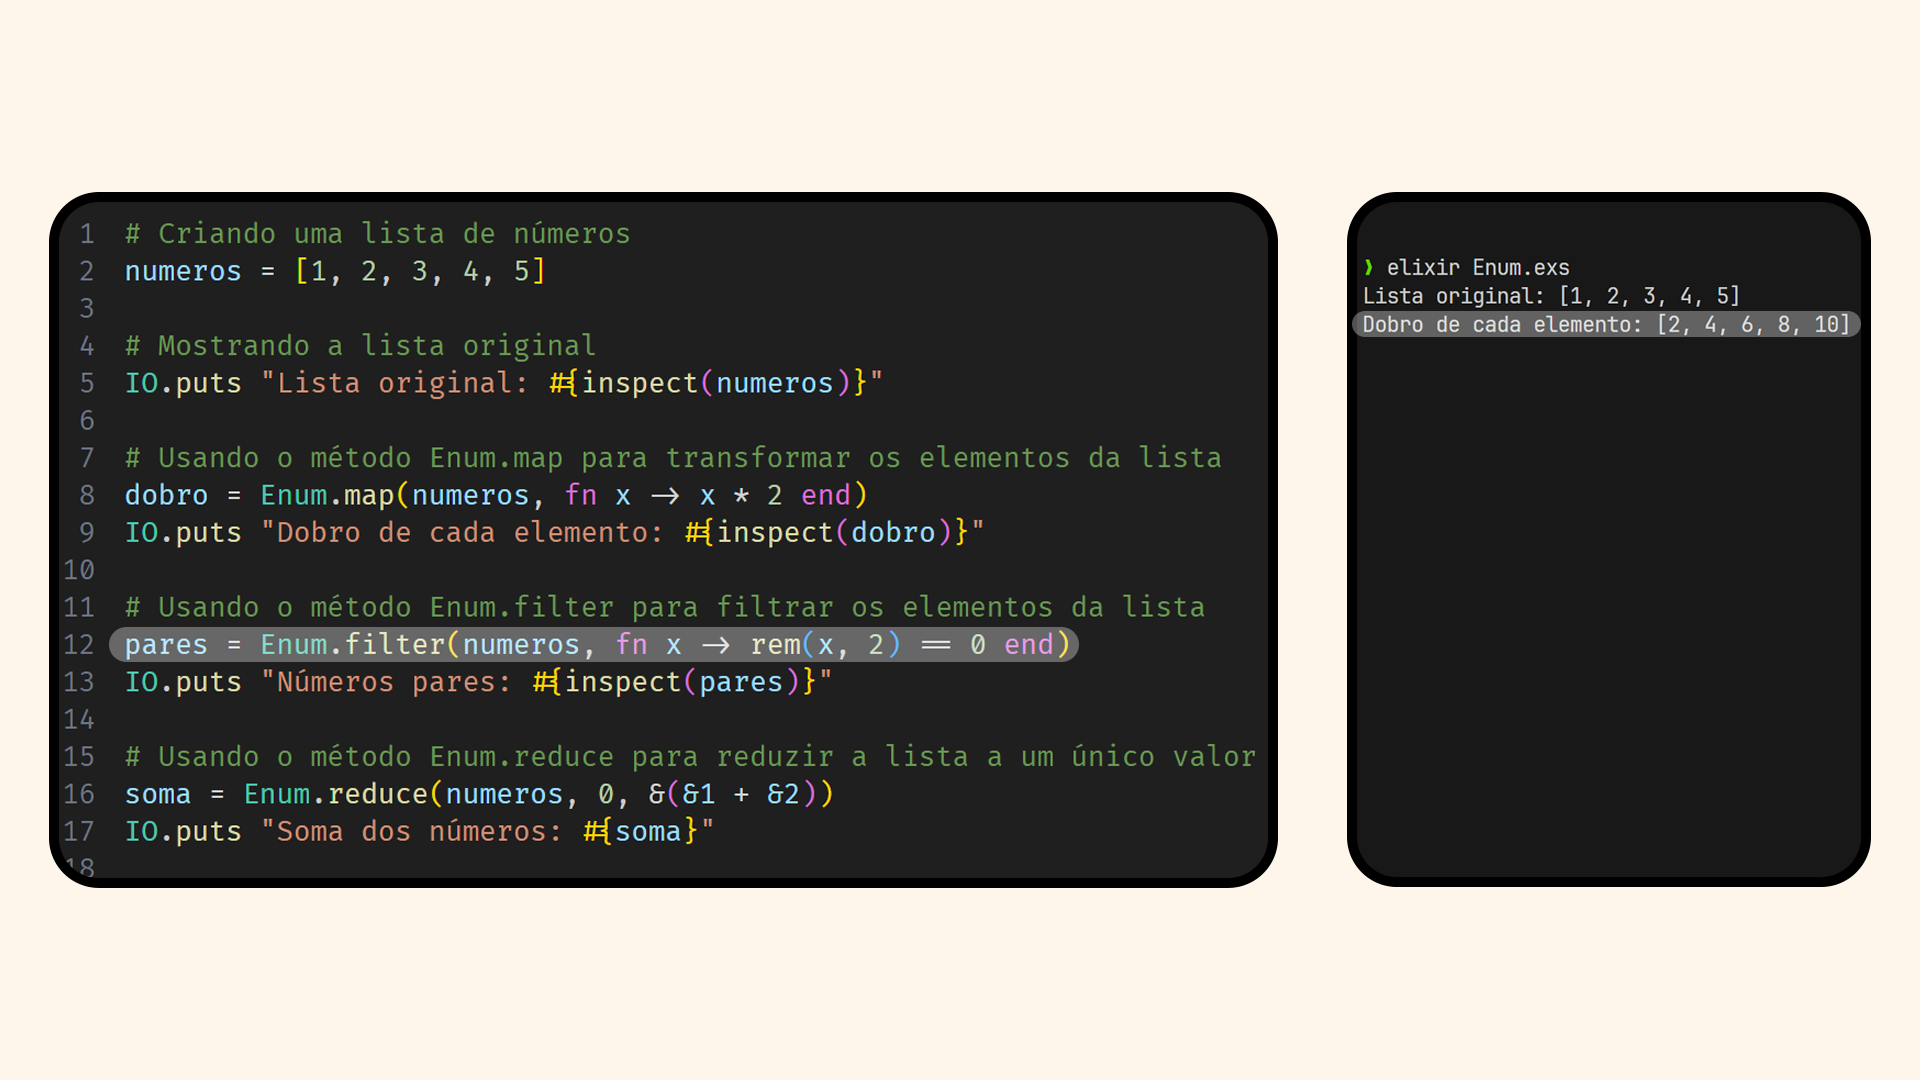 1 # Criando uma lista de números
2 numeros = [1, 2, 3, 4, 5]
3
4 # Mostrando a lista original
5 IO.puts "Lista original: #{inspect(numeros)}"
6
7 # Usando o método Enum.map para transformar os elementos da lista
8 dobro = Enum.map(numeros, fn x -> x * 2 end)
9 IO.puts "Dobro de cada elemento: #{inspect(dobro)}"
10
11 # Usando o método Enum.filter para filtrar os elementos da lista
12 pares = Enum.filter(numeros, fn x -> rem(x, 2) == 0 end)
13 IO.puts "Números pares: #{inspect(pares)}"
14
15 # Usando o método Enum.reduce para reduzir a lista a um único valor
16 soma = Enum.reduce(numeros, 0, &(&1 + &2))
17 IO.puts "Soma dos números: #{soma}"
18
❯ elixir Enum.exs
Lista original: [1, 2, 3, 4, 5]
Dobro de cada elemento: [2, 4, 6, 8, 10]